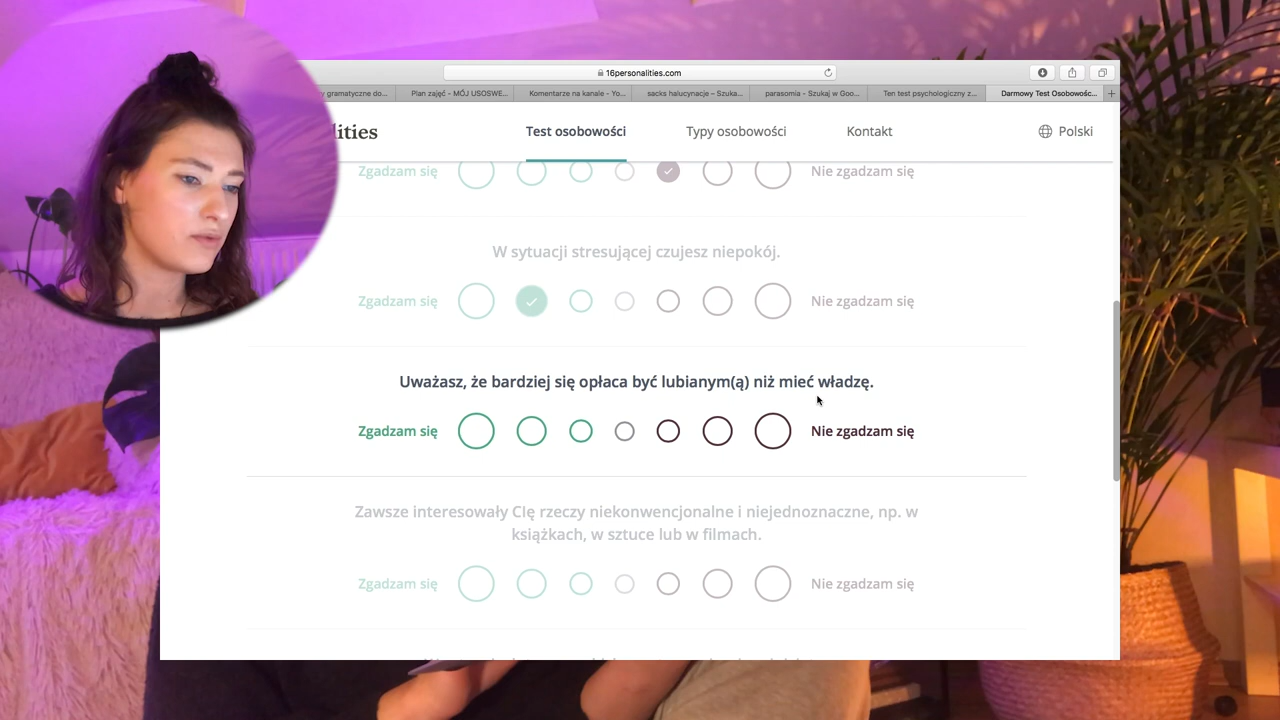 16personalities.com
gramatyczne do...
Plan zajęć - MÓJ USOSWE...
Komentarze na kanale - Yo...
sacks halucynacje – Szuka...
parasomia - Szukaj w Goo...
Ten test psychologiczny z...
Darmowy Test Osobowośc...
lities
Test osobowości
Typy osobowości
Kontakt
Polski
Zgadzam się
Nie zgadzam się
W sytuacji stresującej czujesz niepokój.
Zgadzam się
Nie zgadzam się
Uważasz, że bardziej się opłaca być lubianym(ą) niż mieć władzę.
Zgadzam się
Nie zgadzam się
Zawsze interesowały CIę rzeczy niekonwencjonalne i niejednoznaczne, np. w
książkach, w sztuce lub w filmach.
Zgadzam się
Nie zgadzam się